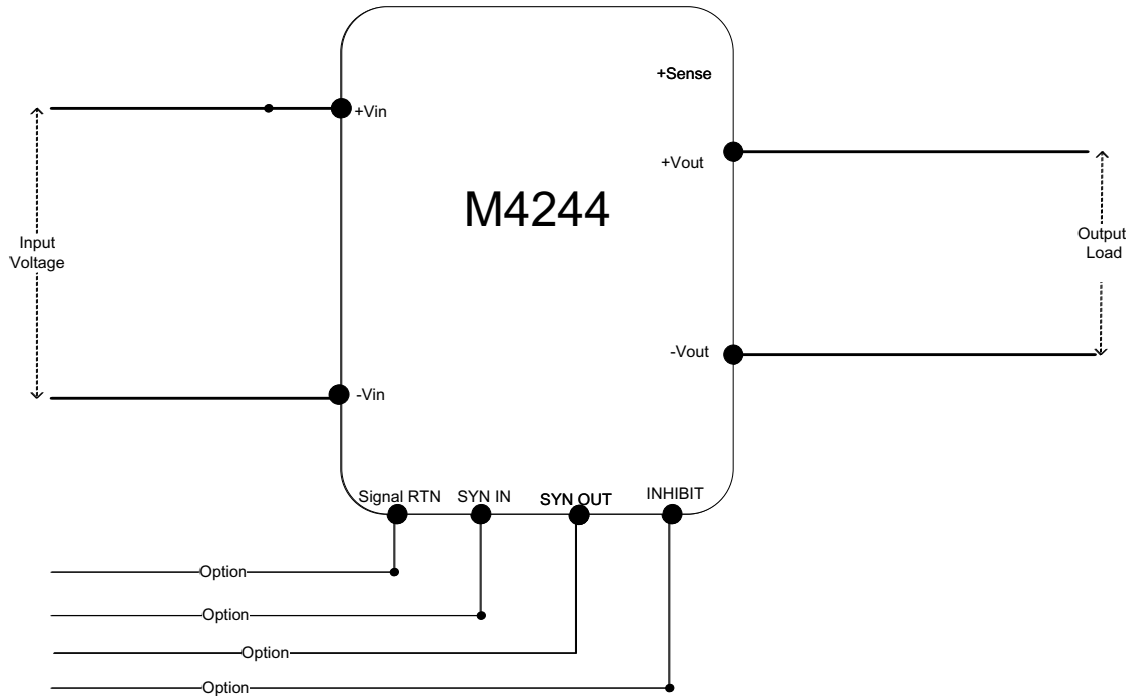 +Sense
+Vin
+Vout
M4244
Input
Voltage
Output
Load
-Vout
-Vin
Signal RTN
SYN IN
SYN OUT
INHIBIT
Option
Option
Option
Option